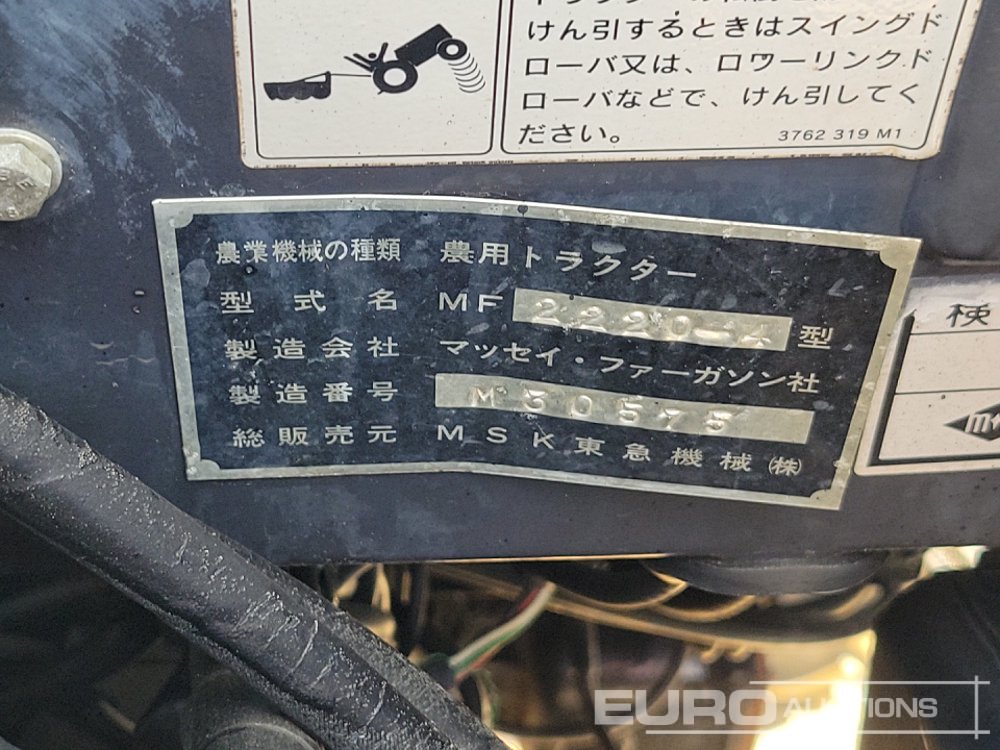 けん引するときはスイングド
ローバ又は、ロワーリンクド
ローバなどで、けん引してく
ださい。
3762 319 M1
農業機械の種類 農用トラクター
型式名 MF 2220-4 型
製造会社 マッセイ・ファーガソン社
製造番号 M30575
総販売元 MSK東急機械(株)
検
EURO AUCTIONS